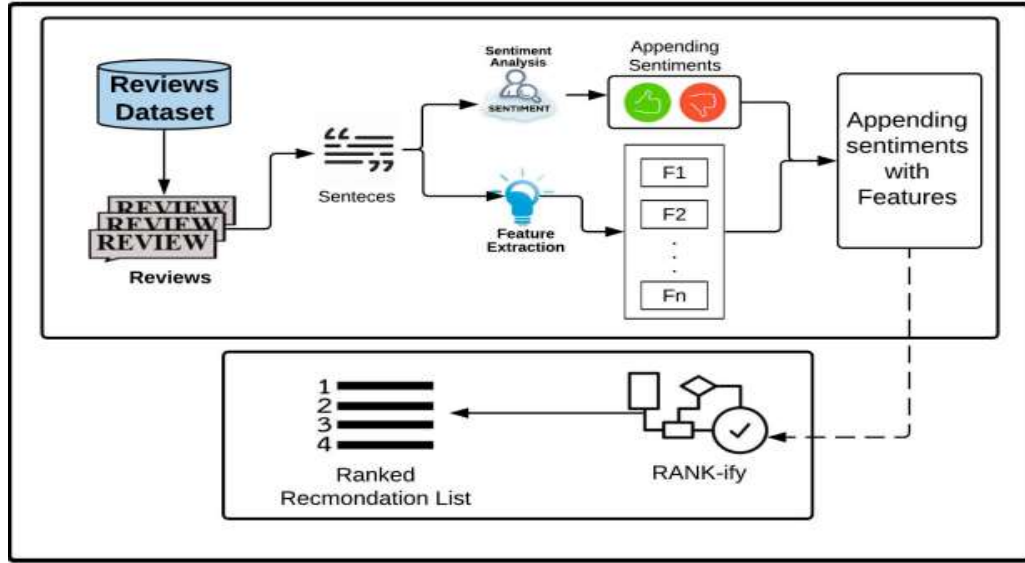 Reviews
Dataset
REVIEW
REVIEW
REVIEW
Reviews
Senteces
Sentiment
Analysis
SENTIMENT
Feature
Extraction
Appending
Sentiments
F1
F2
.
.
.
Fn
Appending
sentiments
with
Features
1
2
3
4
Ranked
Recmondation List
RANK-ify